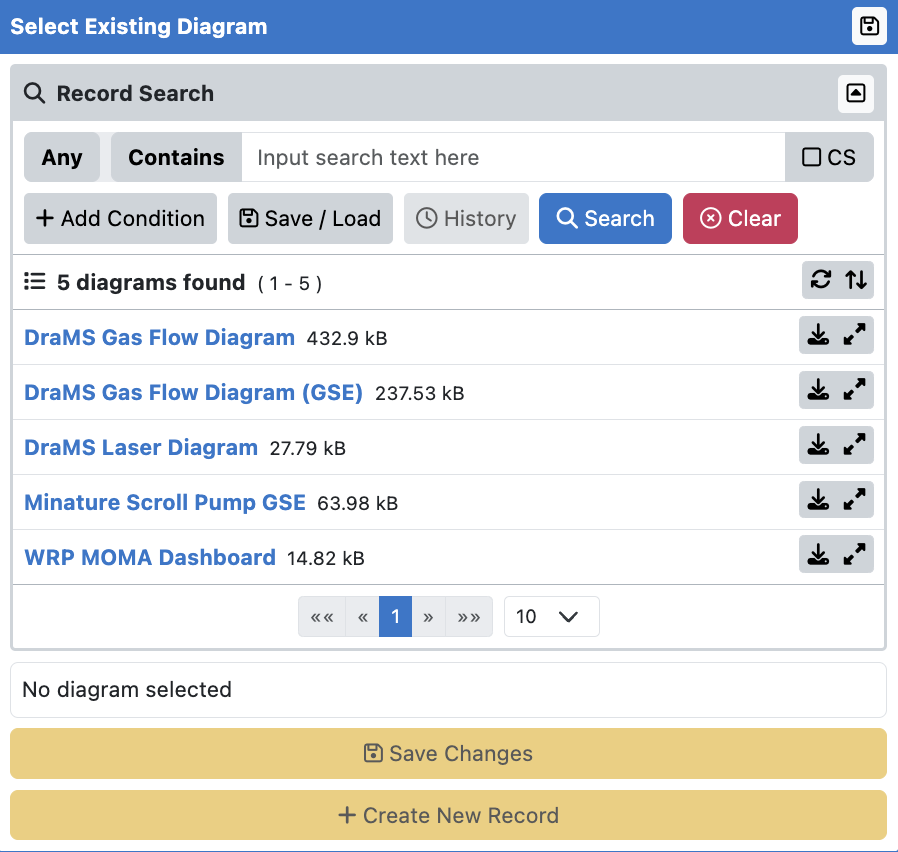 Select Existing Diagram
Record Search
Any Contains Input search text here CS
Add Condition Save / Load History Search Clear
5 diagrams found ( 1 - 5 )
DraMS Gas Flow Diagram 432.9 kB
DraMS Gas Flow Diagram (GSE) 237.53 kB
DraMS Laser Diagram 27.79 kB
Minature Scroll Pump GSE 63.98 kB
WRP MOMA Dashboard 14.82 kB
«« « 1 » »» 10
No diagram selected
Save Changes
+ Create New Record